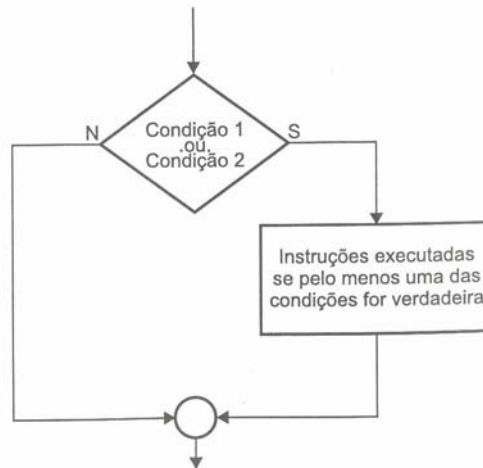 N
Condição 1
.ou.
Condição 2
S
Instruções executadas
se pelo menos uma das
condições for verdadeira